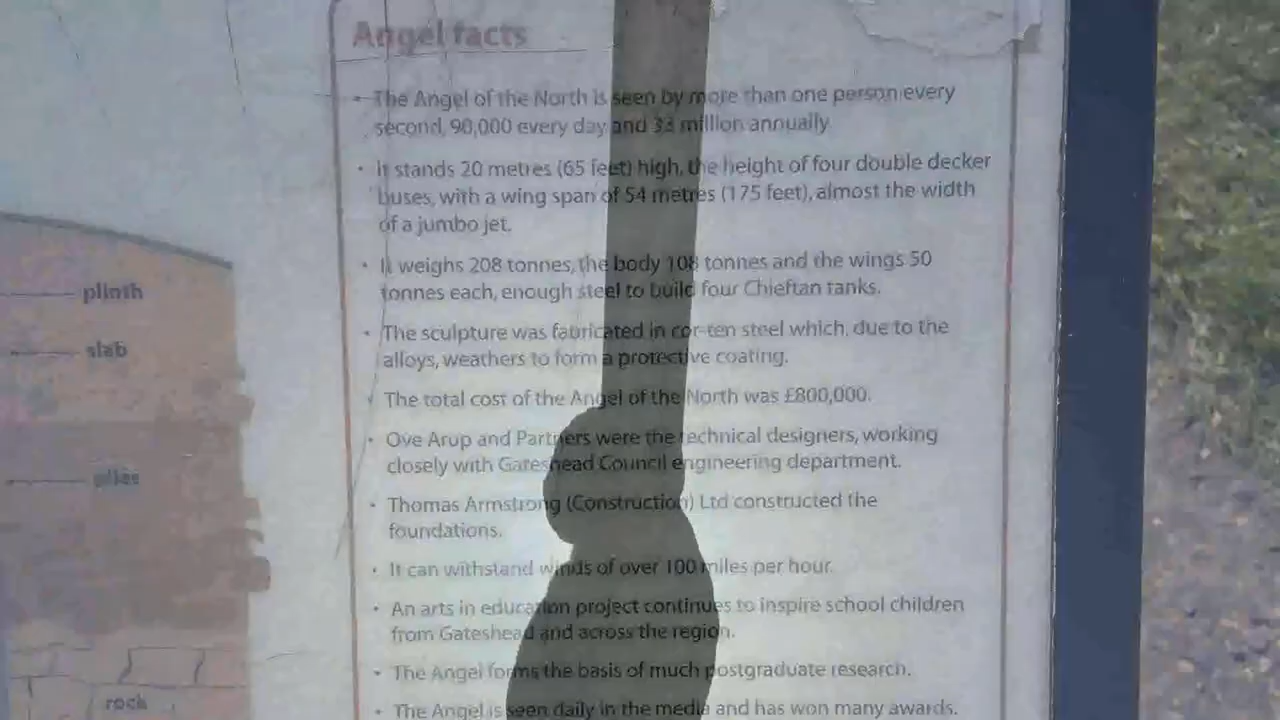 Angel facts
• The Angel of the North is seen by more than one person every
second, 90,000 every day and 33 million annually.
• It stands 20 metres (65 feet) high, the height of four double decker
buses, with a wing span of 54 metres (175 feet), almost the width
of a jumbo jet.
• It weighs 208 tonnes, the body 108 tonnes and the wings 50
tonnes each, enough steel to build four Chieftan tanks.
• The sculpture was fabricated in cor-ten steel which, due to the
alloys, weathers to form a protective coating.
• The total cost of the Angel of the North was £800,000.
• Ove Arup and Partners were the technical designers, working
closely with Gateshead Council engineering department.
• Thomas Armstrong (Construction) Ltd constructed the
foundations.
• It can withstand winds of over 100 miles per hour.
• An arts in education project continues to inspire school children
from Gateshead and across the region.
• The Angel forms the basis of much postgraduate research.
• The Angel is seen daily in the media and has won many awards.
plinth
slab
piles
rock